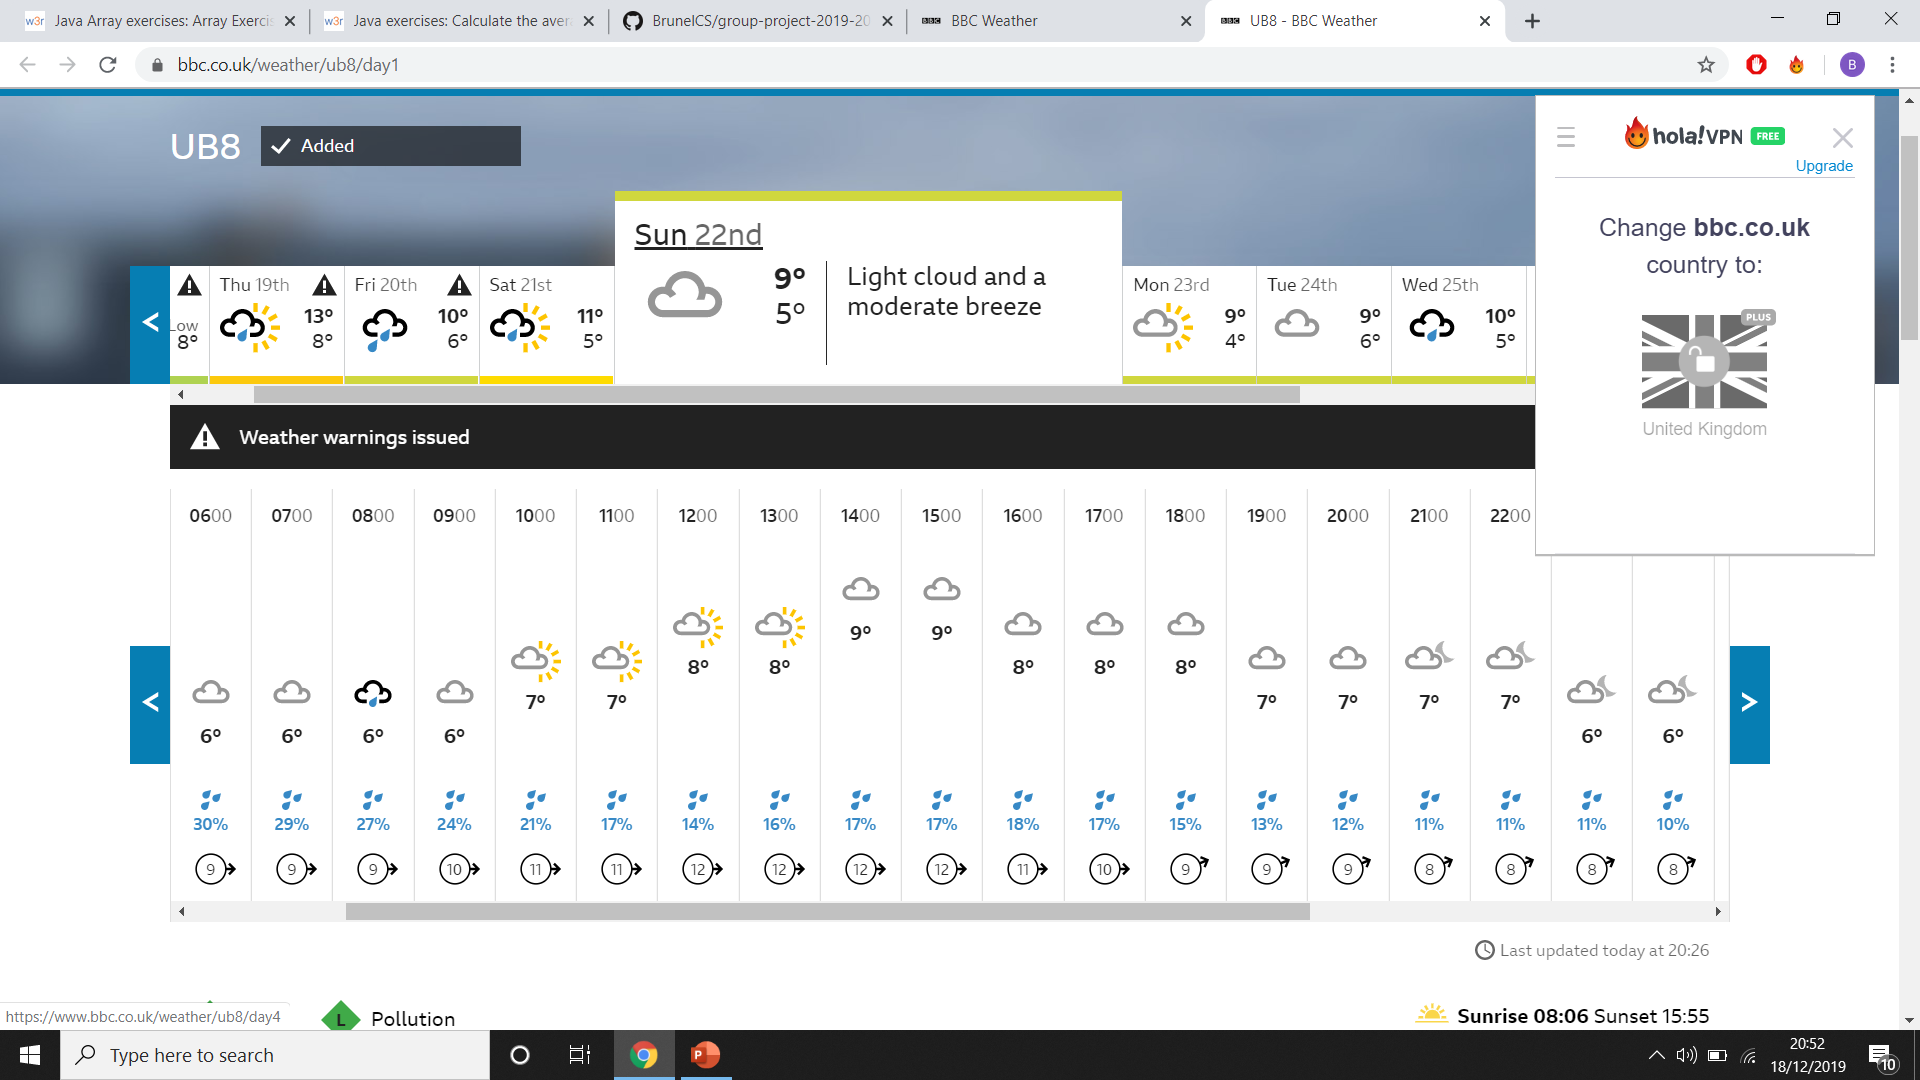 Java Array exercises: Array Exercis
Java exercises: Calculate the aver
BrunelCS/group-project-2019-20
BBC Weather
UB8 - BBC Weather
bbc.co.uk/weather/ub8/day1
B
UB8
Added
hola!VPN FREE
Upgrade
Change bbc.co.uk
country to:
PLUS
United Kingdom
Low
8°
Thu 19th
13°
8°
Fri 20th
10°
6°
Sat 21st
11°
5°
Sun 22nd
9°
5°
Light cloud and a
moderate breeze
Mon 23rd
9°
4°
Tue 24th
9°
6°
Wed 25th
10°
5°
Weather warnings issued
0600 0700 0800 0900 1000 1100 1200 1300 1400 1500 1600 1700 1800 1900 2000 2100 2200
6° 6° 6° 6° 7° 7° 8° 8° 9° 9° 8° 8° 8° 7° 7° 7° 7° 6° 6°
30% 29% 27% 24% 21% 17% 14% 16% 17% 17% 18% 17% 15% 13% 12% 11% 11% 11% 10%
9 9 9 10 11 11 12 12 12 12 11 10 9 9 9 8 8 8 8
Last updated today at 20:26
https://www.bbc.co.uk/weather/ub8/day4
L Pollution
Sunrise 08:06 Sunset 15:55
Type here to search
20:52
18/12/2019
10